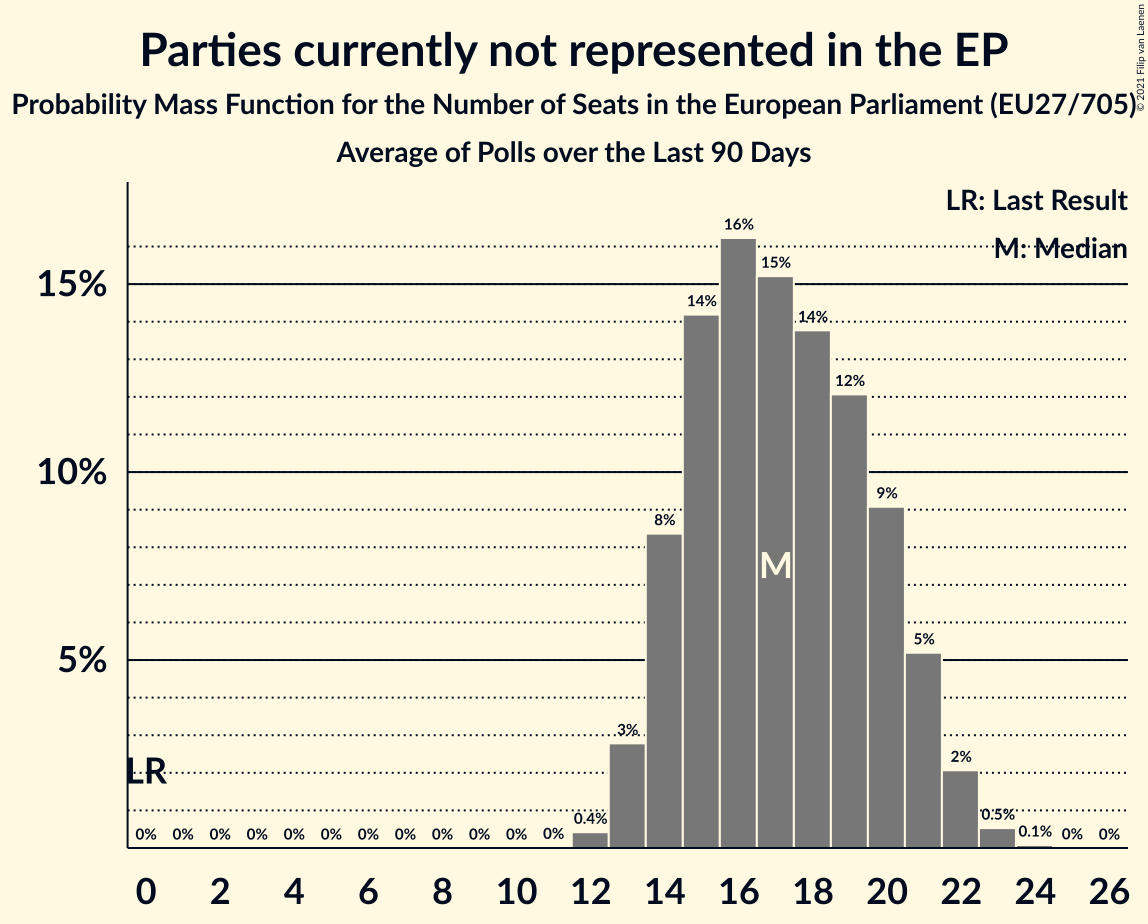 Parties currently not represented in the EP
Probability Mass Function for the Number of Seats in the European Parliament (EU27/705)
Average of Polls over the Last 90 Days
© 2021 Filip van Laenen
LR: Last Result
M: Median
15%
10%
5%
LR
M
0% 0% 0% 0% 0% 0% 0% 0% 0% 0% 0% 0% 0.4% 3% 8% 14% 16% 15% 14% 12% 9% 5% 2% 0.5% 0.1% 0% 0%
0 2 4 6 8 10 12 14 16 18 20 22 24 26